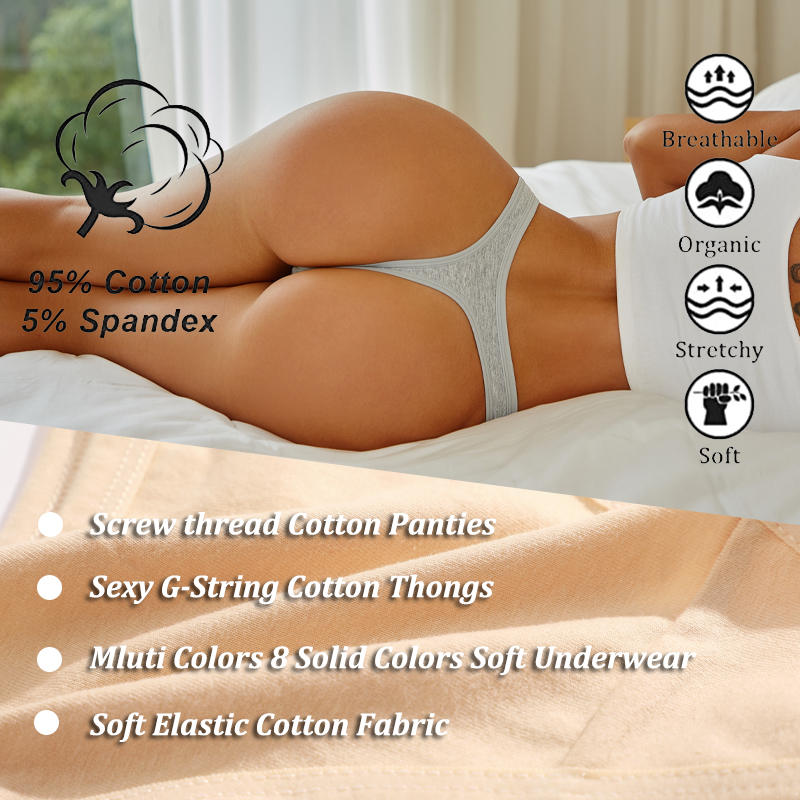 95% Cotton
5% Spandex
Breathable
Organic
Stretchy
Soft
Screw thread Cotton Panties
Sexy G-String Cotton Thongs
Mluti Colors 8 Solid Colors Soft Underwear
Soft Elastic Cotton Fabric